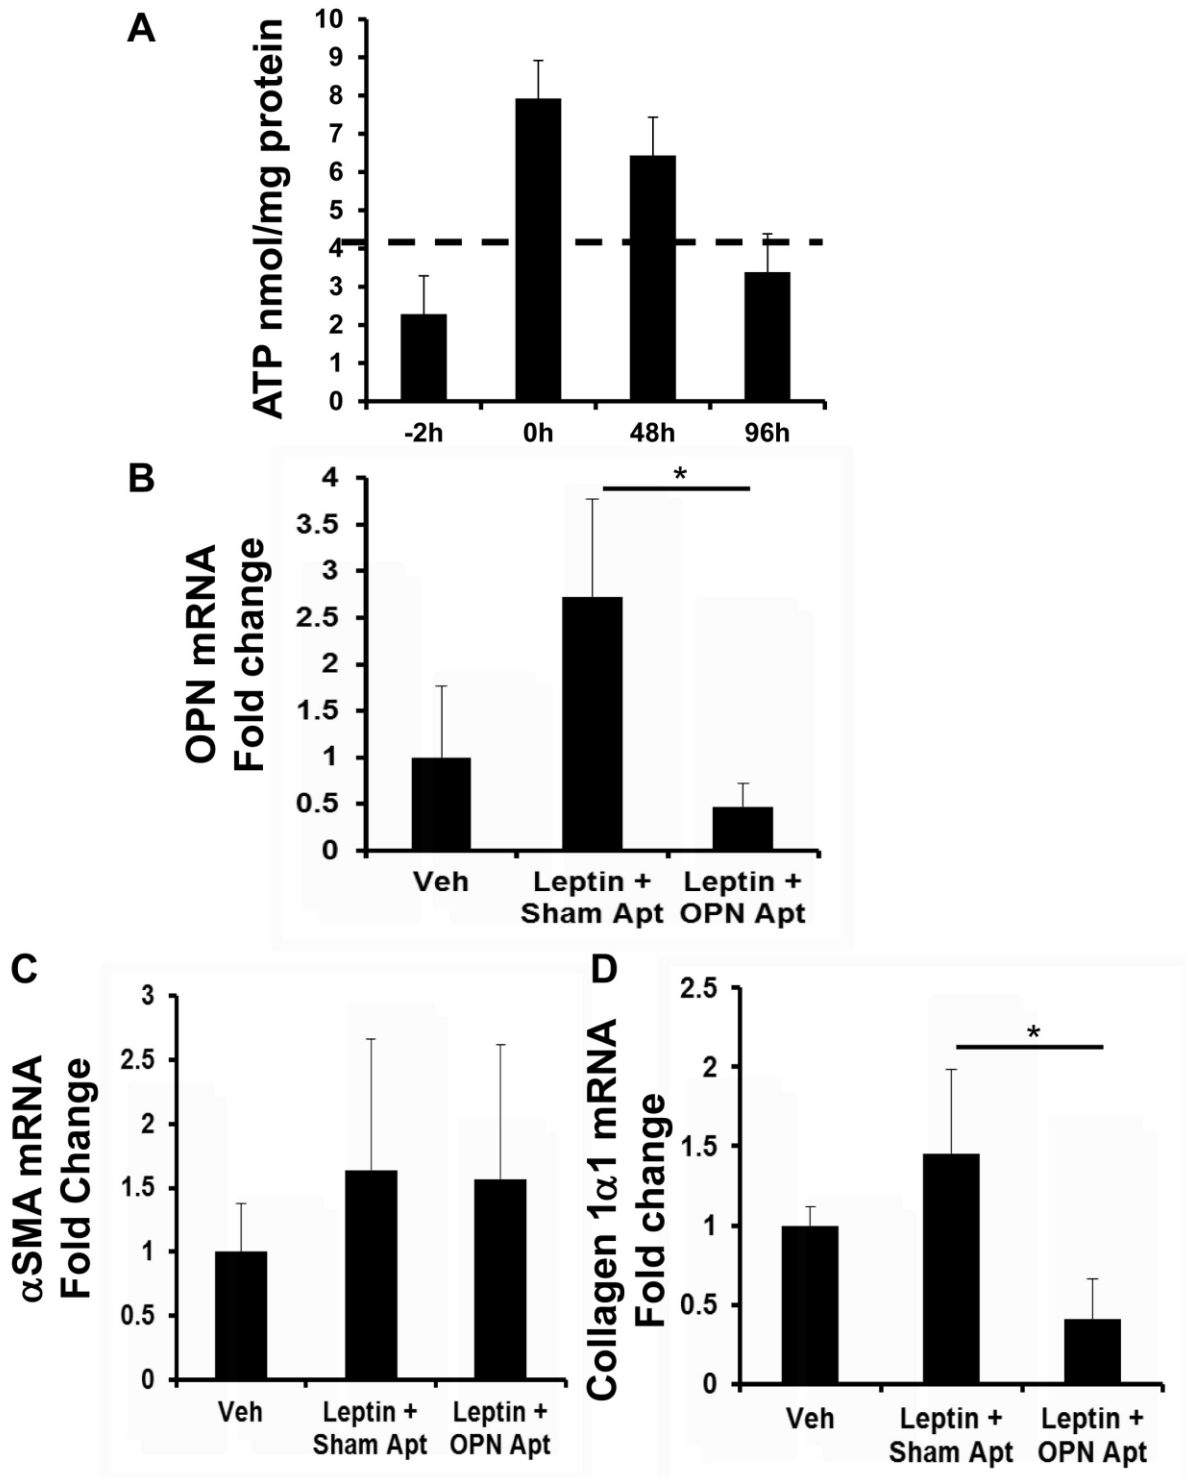 A
ATP nmol/mg protein
10
9
8
7
6
5
4
3
2
1
0
-2h 0h 48h 96h
B
OPN mRNA
Fold change
4
3.5
3
2.5
2
1.5
1
0.5
0
*
Veh Leptin + Leptin +
Sham Apt OPN Apt
C
αSMA mRNA
Fold Change
3
2.5
2
1.5
1
0.5
0
Veh Leptin + Leptin +
Sham Apt OPN Apt
D
Collagen 1α1 mRNA
Fold change
2.5
2
1.5
1
0.5
0
*
Veh Leptin + Leptin +
Sham Apt OPN Apt